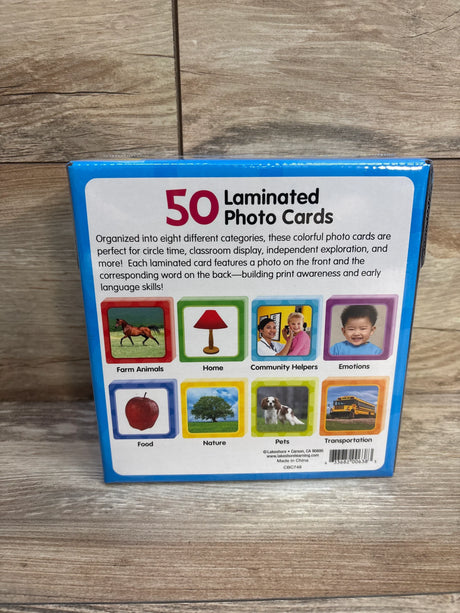 50 Laminated
Photo Cards
Organized into eight different categories, these colorful photo cards are
perfect for circle time, classroom display, independent exploration, and
more! Each laminated card features a photo on the front and the
corresponding word on the back—building print awareness and early
language skills!
Farm Animals Home Community Helpers Emotions
Food Nature Pets Transportation
©Lakeshore • Carson, CA 90895
www.lakeshorelearning.com
Made in China
CBC748